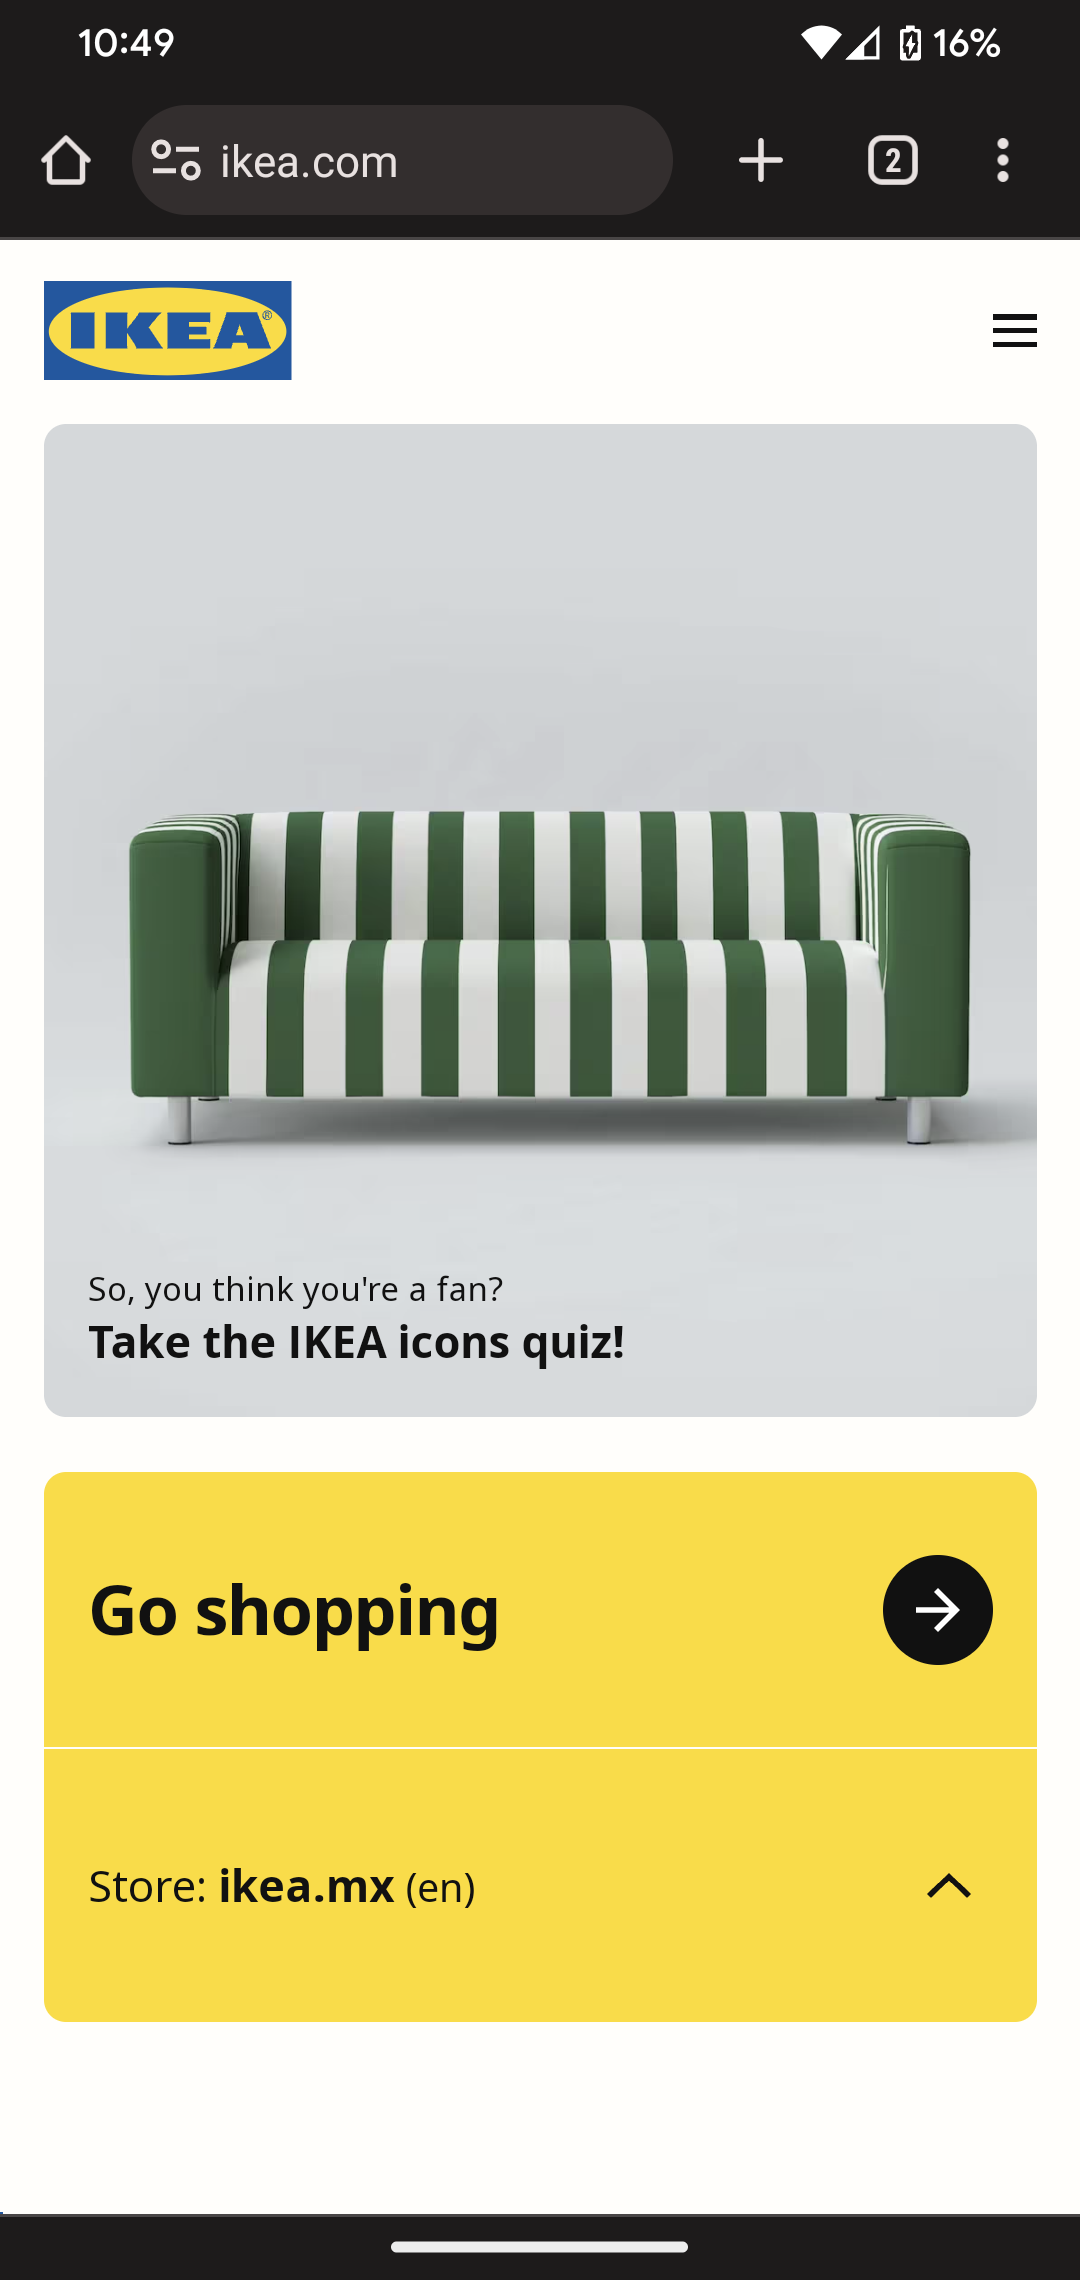 10:49
16%
ikea.com
2
IKEA®
So, you think you're a fan?
Take the IKEA icons quiz!
Go shopping
Store: ikea.mx (en)